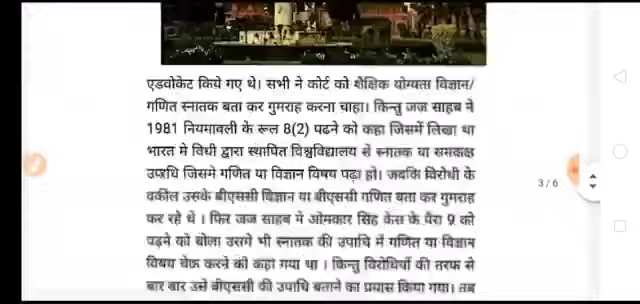 एडवोकेट किये गए थे। सभी ने कोर्ट को शैक्षिक योग्यता विज्ञान/
गणित स्नातक बता कर गुमराह करना चाहा। किन्तु जज साहब ने
1981 नियमावली के रूल 8(2) पढने को कहा जिसमें लिखा था
भारत मे विधी द्वारा स्थापित विश्वविद्यालय से स्नातक या समकक्ष
उपाधि जिसमे गणित या विज्ञान विषय पढ़ा हो। जबकि विरोधी के
वकील उसके बीएससी विज्ञान या बीएससी गणित बता कर गुमराह
कर रहे थे । फिर जज साहब मे ओमकार सिंह केस के पैरा 9 को
पढ़ने को बोला उसमे भी स्नातक की उपाधि में गणित या विज्ञान
विषय चेक करने को कहा गया था । किन्तु विरोधियों की तरफ से
बार बार उसे बीएससी की उपाधि बताने का प्रयास किया गया। तब
3/6